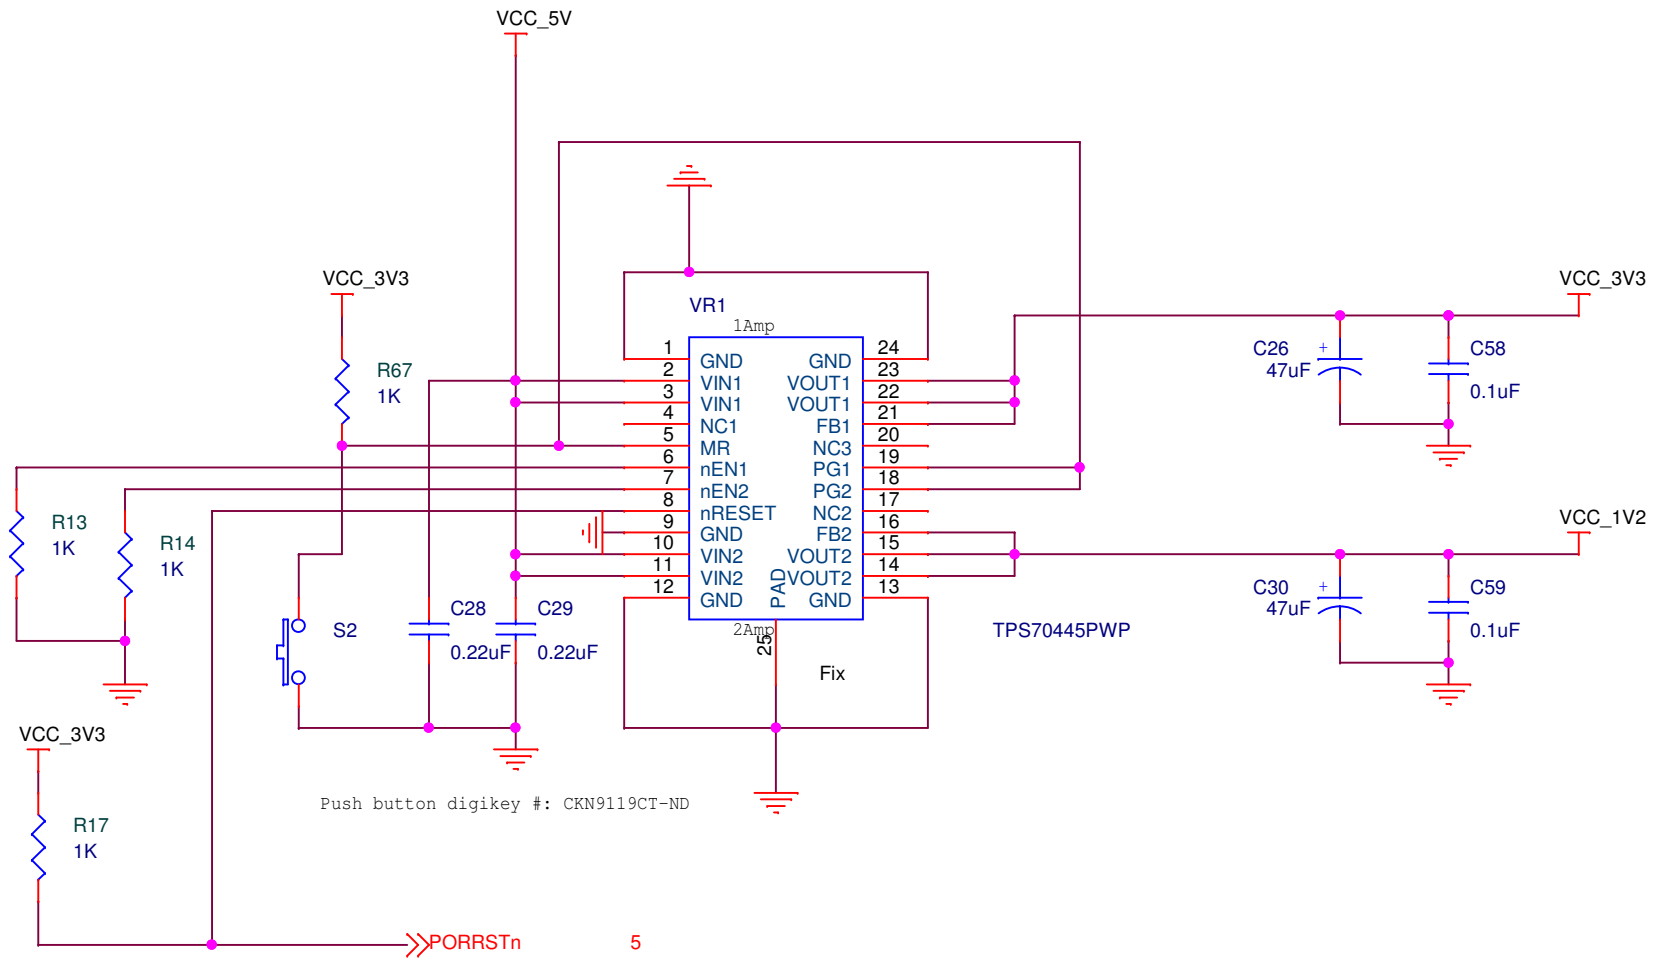 VCC_5V
VCC_3V3
VCC_3V3
VR1
1Amp
R67
1K
C26
+
47uF
C58
0.1uF
1 GND GND 24
2 VIN1 VOUT1 23
3 VIN1 VOUT1 22
4 NC1 FB1 21
5 MR NC3 20
6 nEN1 PG1 19
7 nEN2 PG2 18
8 nRESET NC2 17
9 GND FB2 16
10 VIN2 VOUT2 15
11 VIN2 VOUT2 14
12 GND GND 13
PAD
25
2Amp
Fix
TPS70445PWP
VCC_1V2
R13
1K
R14
1K
C30
+
47uF
C59
0.1uF
S2
C28
0.22uF
C29
0.22uF
VCC_3V3
Push button digikey #: CKN9119CT-ND
R17
1K
PORRSTn 5